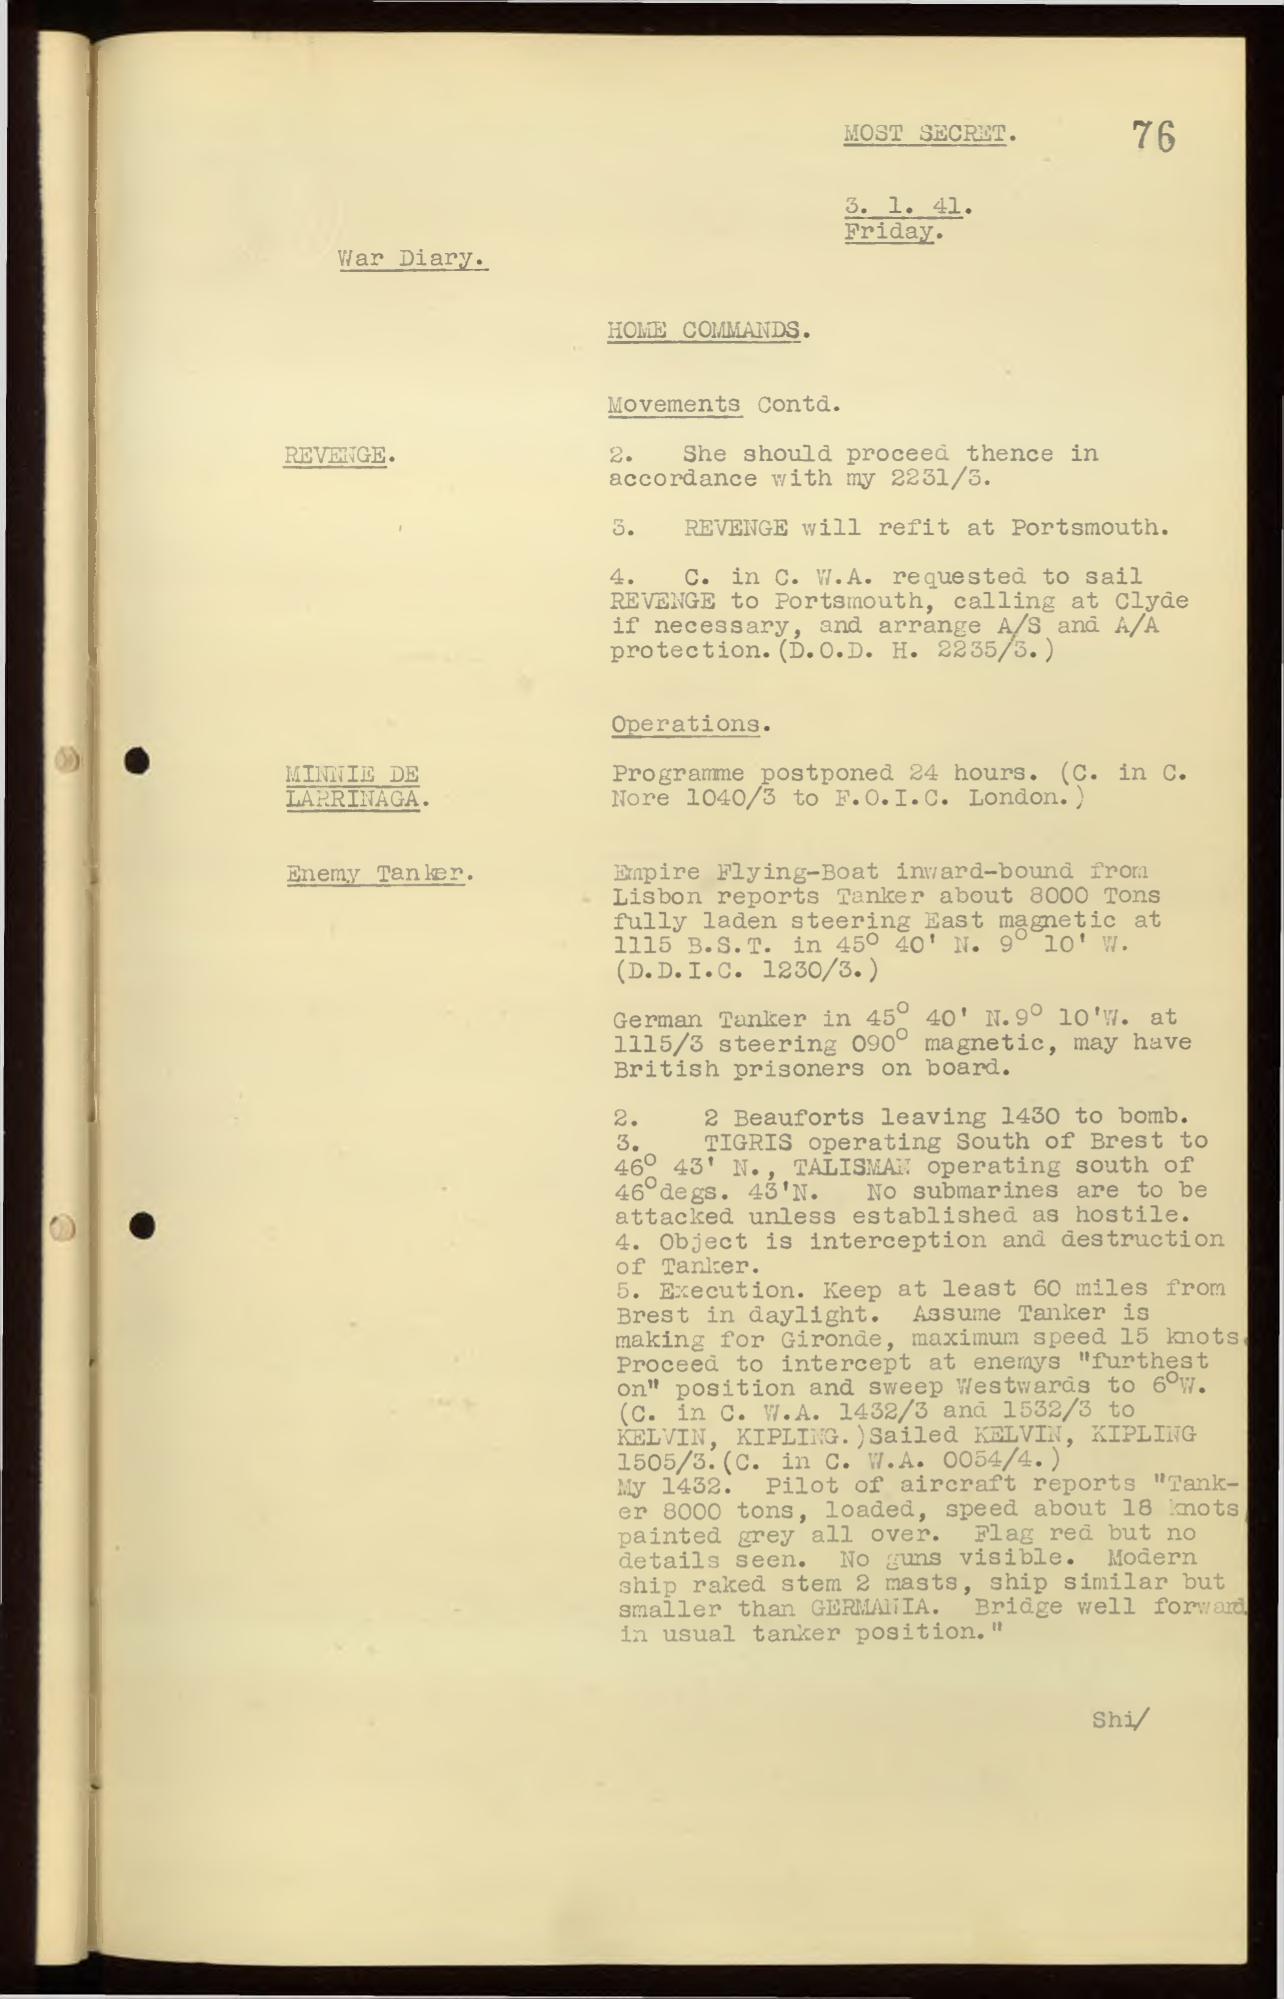 MOST SECRET. 76
3. 1. 41.
Friday.
War Diary.
HOME COMMANDS.
Movements Contd.
REVENGE. 2. She should proceed thence in
accordance with my 2231/3.
3. REVENGE will refit at Portsmouth.
4. C. in C. W.A. requested to sail
REVENGE to Portsmouth, calling at Clyde
if necessary, and arrange A/S and A/A
protection.(D.O.D. H. 2235/3.)
Operations.
MINNIE DE Programme postponed 24 hours. (C. in C.
LARRINAGA. Nore 1040/3 to F.O.I.C. London.)
Enemy Tanker. Empire Flying-Boat inward-bound from
Lisbon reports Tanker about 8000 Tons
fully laden steering East magnetic at
1115 B.S.T. in 45° 40' N. 9° 10' W.
(D.D.I.C. 1230/3.)
German Tanker in 45° 40' N.9° 10'W. at
1115/3 steering 090° magnetic, may have
British prisoners on board.
2. 2 Beauforts leaving 1430 to bomb.
3. TIGRIS operating South of Brest to
46° 43' N., TALISMAN operating south of
46°degs. 43'N. No submarines are to be
attacked unless established as hostile.
4. Object is interception and destruction
of Tanker.
5. Execution. Keep at least 60 miles from
Brest in daylight. Assume Tanker is
making for Gironde, maximum speed 15 knots.
Proceed to intercept at enemys "furthest
on" position and sweep Westwards to 6°W.
(C. in C. W.A. 1432/3 and 1532/3 to
KELVIN, KIPLING.)Sailed KELVIN, KIPLING
1505/3.(C. in C. W.A. 0054/4.)
My 1432. Pilot of aircraft reports "Tank-
er 8000 tons, loaded, speed about 18 knots,
painted grey all over. Flag red but no
details seen. No guns visible. Modern
ship raked stem 2 masts, ship similar but
smaller than GERMANIA. Bridge well forward
in usual tanker position."
Shi/